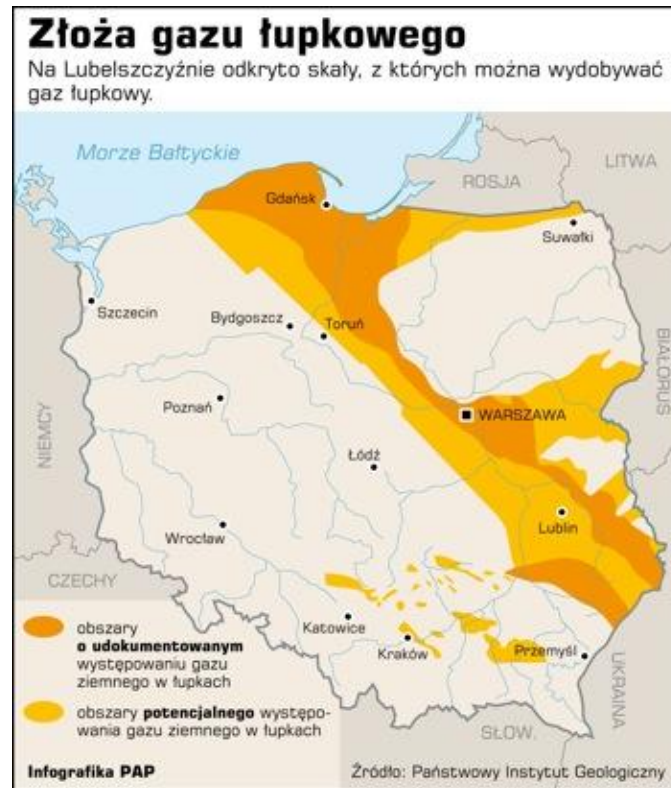 Złoża gazu łupkowego
Na Lubelszczyźnie odkryto skały, z których można wydobywać
gaz łupkowy.
Morze Bałtyckie
LITWA
ROSJA
Gdańsk
Suwałki
Szczecin
Bydgoszcz
Toruń
BIAŁORUŚ
Poznań
WARSZAWA
NIEMCY
Łódź
Wrocław
Lublin
CZECHY
Katowice
Kraków
Przemyśl
UKRAINA
SŁOW.
obszary
o udokumentowanym
występowaniu gazu
ziemnego w łupkach
obszary potencjalnego występo-
wania gazu ziemnego w łupkach
Infografika PAP
Źródło: Państwowy Instytut Geologiczny